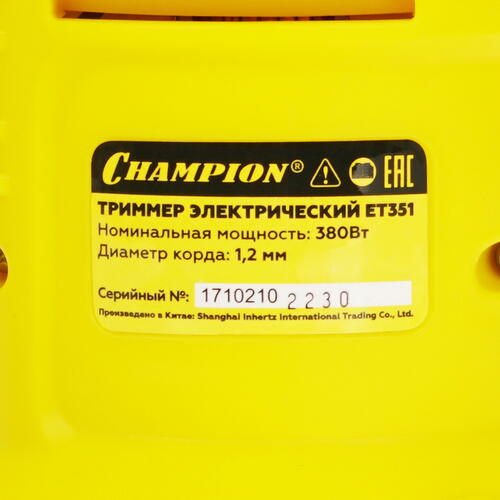 CHAMPION® EAC
ТРИММЕР ЭЛЕКТРИЧЕСКИЙ ET351
Номинальная мощность: 380Вт
Диаметр корда: 1,2 мм
Серийный №: 1710210 2230
Произведено в Китае: Shanghai Inhertz International Trading Co., Ltd.